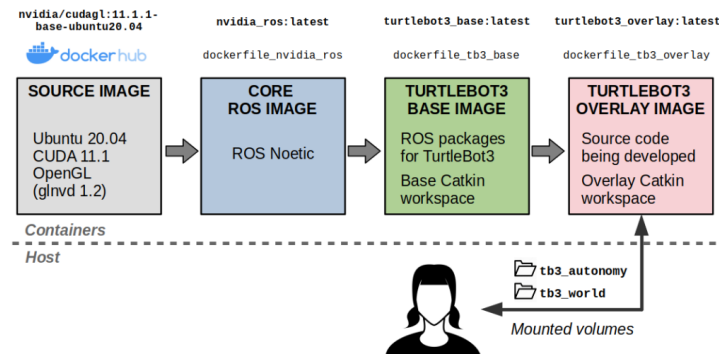 nvidia/cudagl:11.1.1-
base-ubuntu20.04
dockerhub
SOURCE IMAGE
Ubuntu 20.04
CUDA 11.1
OpenGL
(glnvd 1.2)
nvidia_ros:latest
dockerfile_nvidia_ros
CORE
ROS IMAGE
ROS Noetic
turtlebot3_base:latest
dockerfile_tb3_base
TURTLEBOT3
BASE IMAGE
ROS packages
for TurtleBot3
Base Catkin
workspace
turtlebot3_overlay:latest
dockerfile_tb3_overlay
TURTLEBOT3
OVERLAY IMAGE
Source code
being developed
Overlay Catkin
workspace
Containers
Host
tb3_autonomy
tb3_world
Mounted volumes